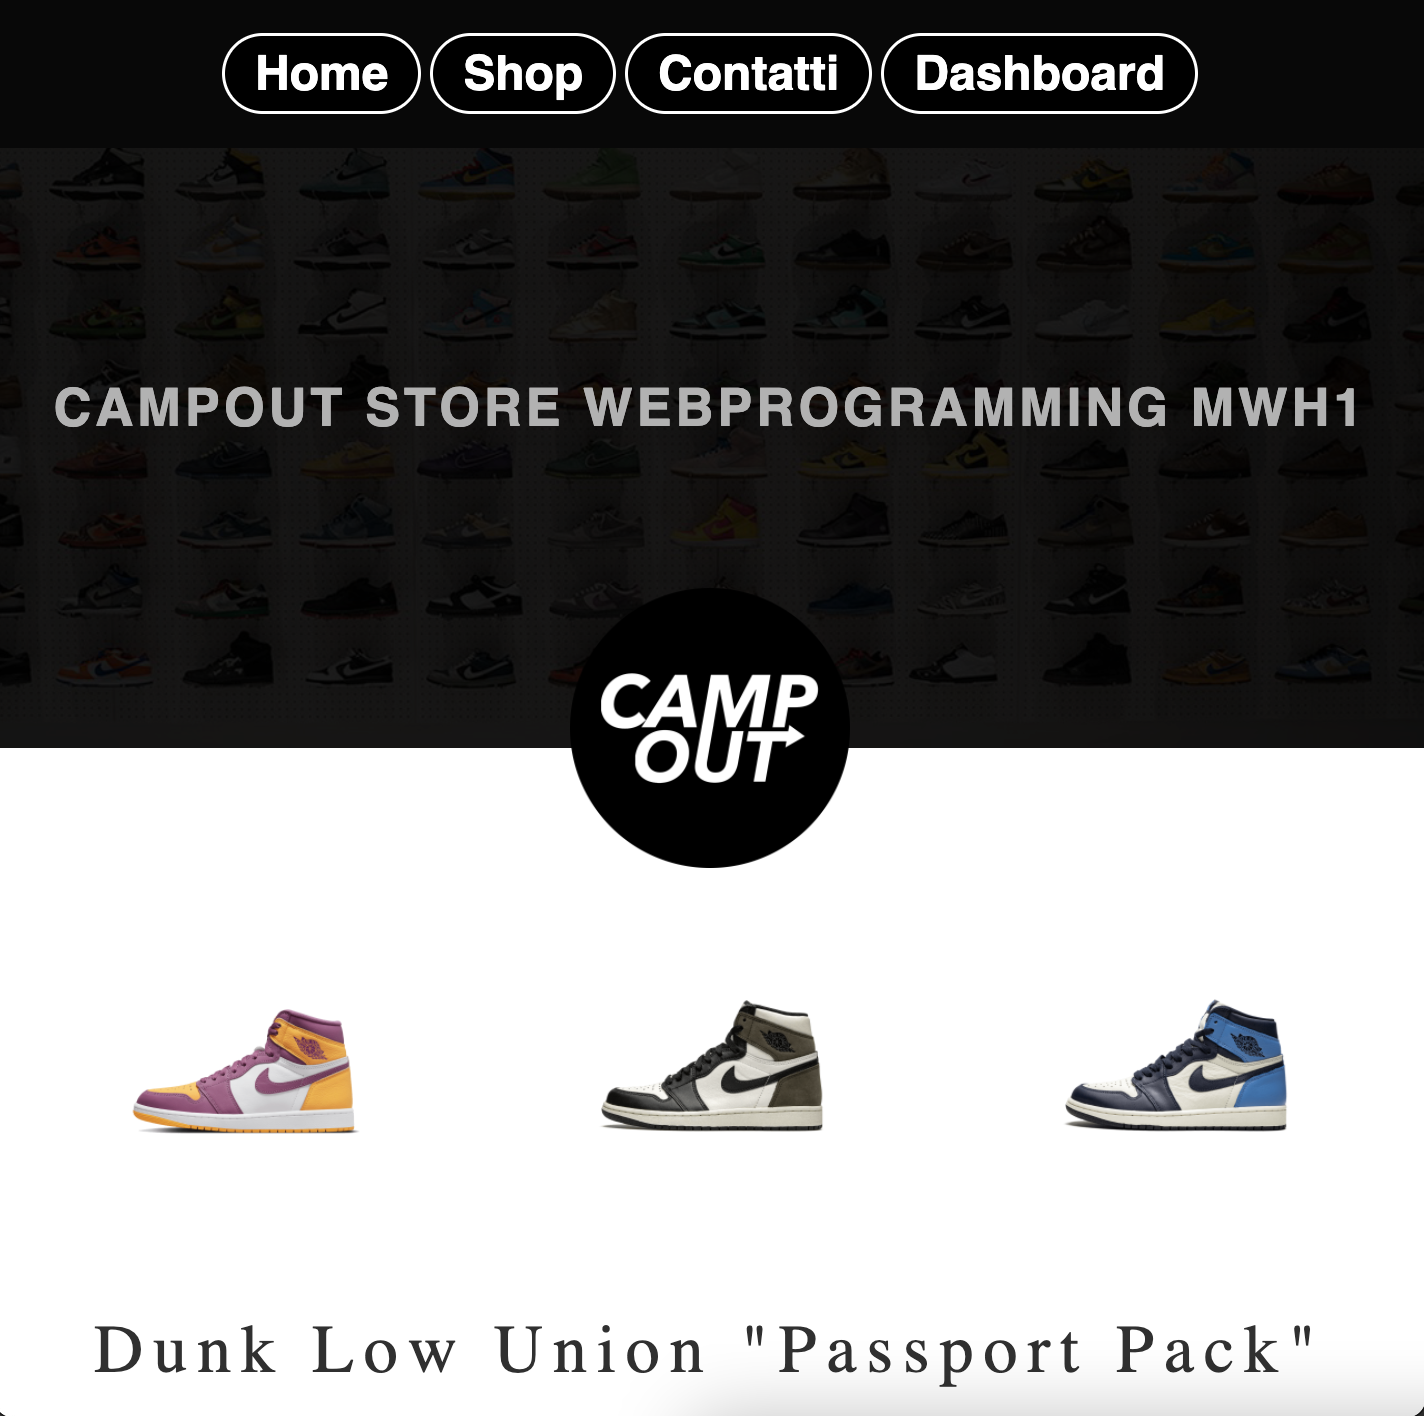 Home Shop Contatti Dashboard
CAMPOUT STORE WEBPROGRAMMING MWH1
CAMP
OUT
Dunk Low Union "Passport Pack"